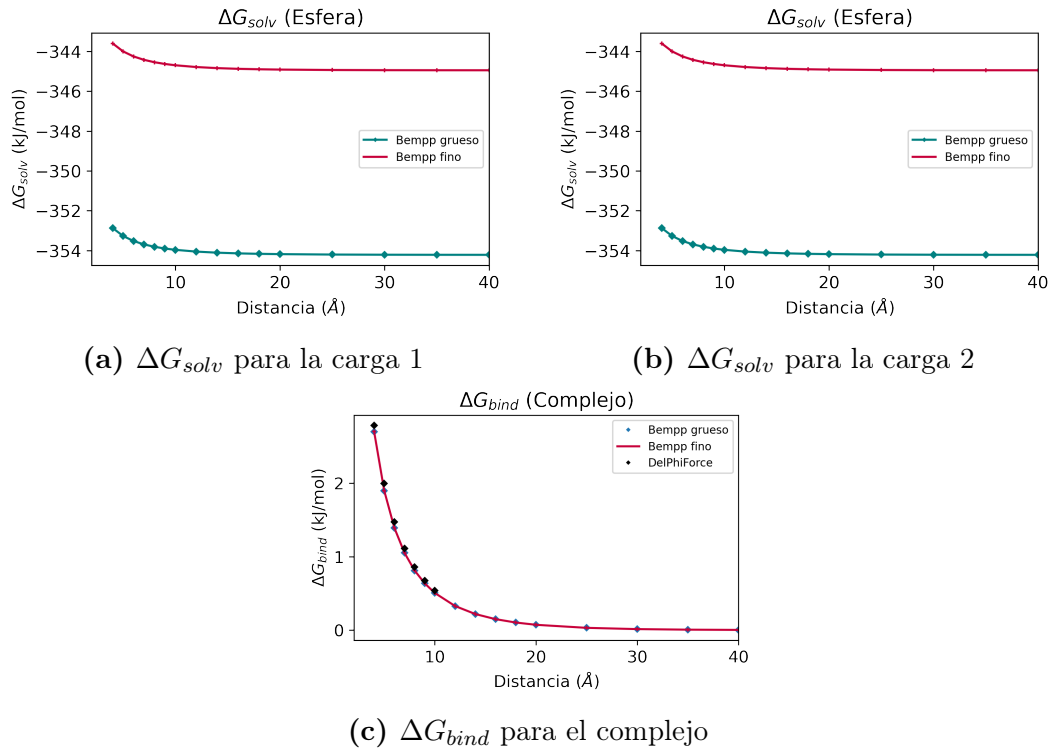 ΔG_solv (Esfera)
ΔG_solv (kJ/mol)
−344
−346
−348
−350
−352
−354
Bempp grueso
Bempp fino
10
20
30
40
Distancia (Å)
(a) ΔG_solv para la carga 1
ΔG_solv (Esfera)
ΔG_solv (kJ/mol)
−344
−346
−348
−350
−352
−354
Bempp grueso
Bempp fino
10
20
30
40
Distancia (Å)
(b) ΔG_solv para la carga 2
ΔG_bind (Complejo)
ΔG_bind (kJ/mol)
2
1
0
Bempp grueso
Bempp fino
DelPhiForce
10
20
30
40
Distancia (Å)
(c) ΔG_bind para el complejo